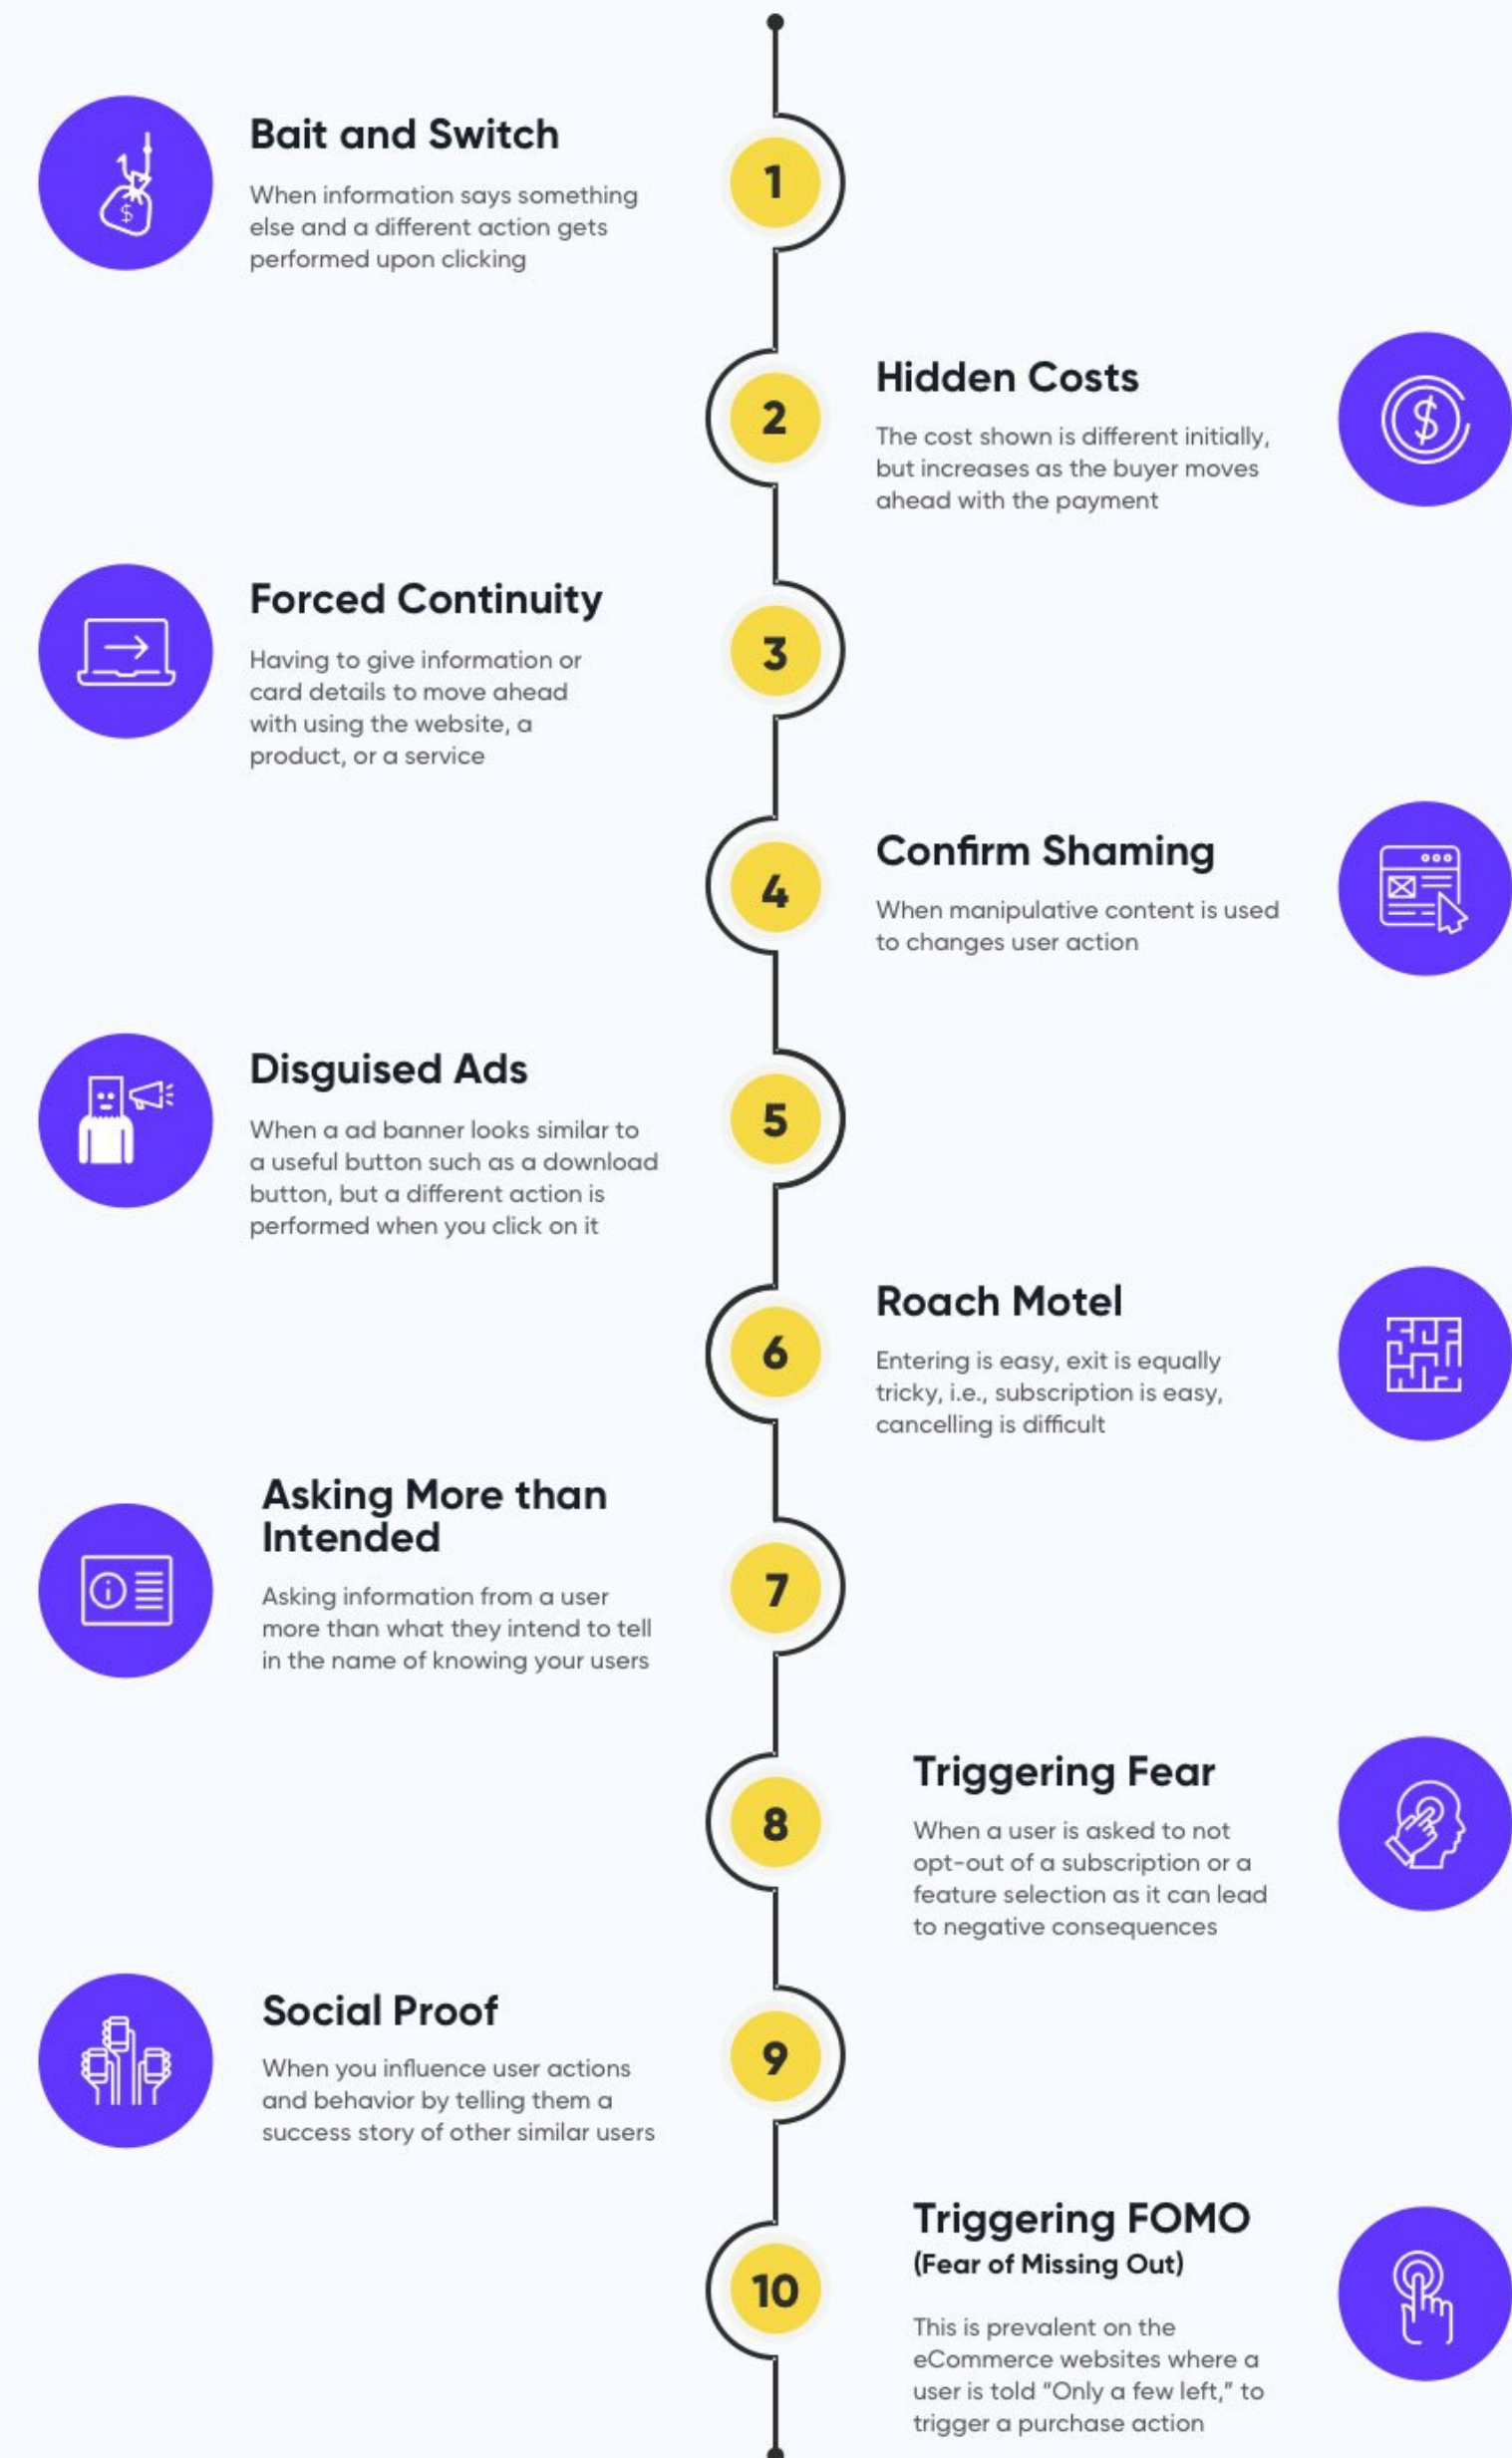 1
Bait and Switch
When information says something
else and a different action gets
performed upon clicking
$
2
Hidden Costs
The cost shown is different initially,
but increases as the buyer moves
ahead with the payment
$
3
Forced Continuity
Having to give information or
card details to move ahead
with using the website, a
product, or a service
4
Confirm Shaming
When manipulative content is used
to changes user action
5
Disguised Ads
When a ad banner looks similar to
a useful button such as a download
button, but a different action is
performed when you click on it
6
Roach Motel
Entering is easy, exit is equally
tricky, i.e., subscription is easy,
cancelling is difficult
7
Asking More than
Intended
Asking information from a user
more than what they intend to tell
in the name of knowing your users
i
8
Triggering Fear
When a user is asked to not
opt-out of a subscription or a
feature selection as it can lead
to negative consequences
9
Social Proof
When you influence user actions
and behavior by telling them a
success story of other similar users
10
Triggering FOMO
(Fear of Missing Out)
This is prevalent on the
eCommerce websites where a
user is told “Only a few left,” to
trigger a purchase action